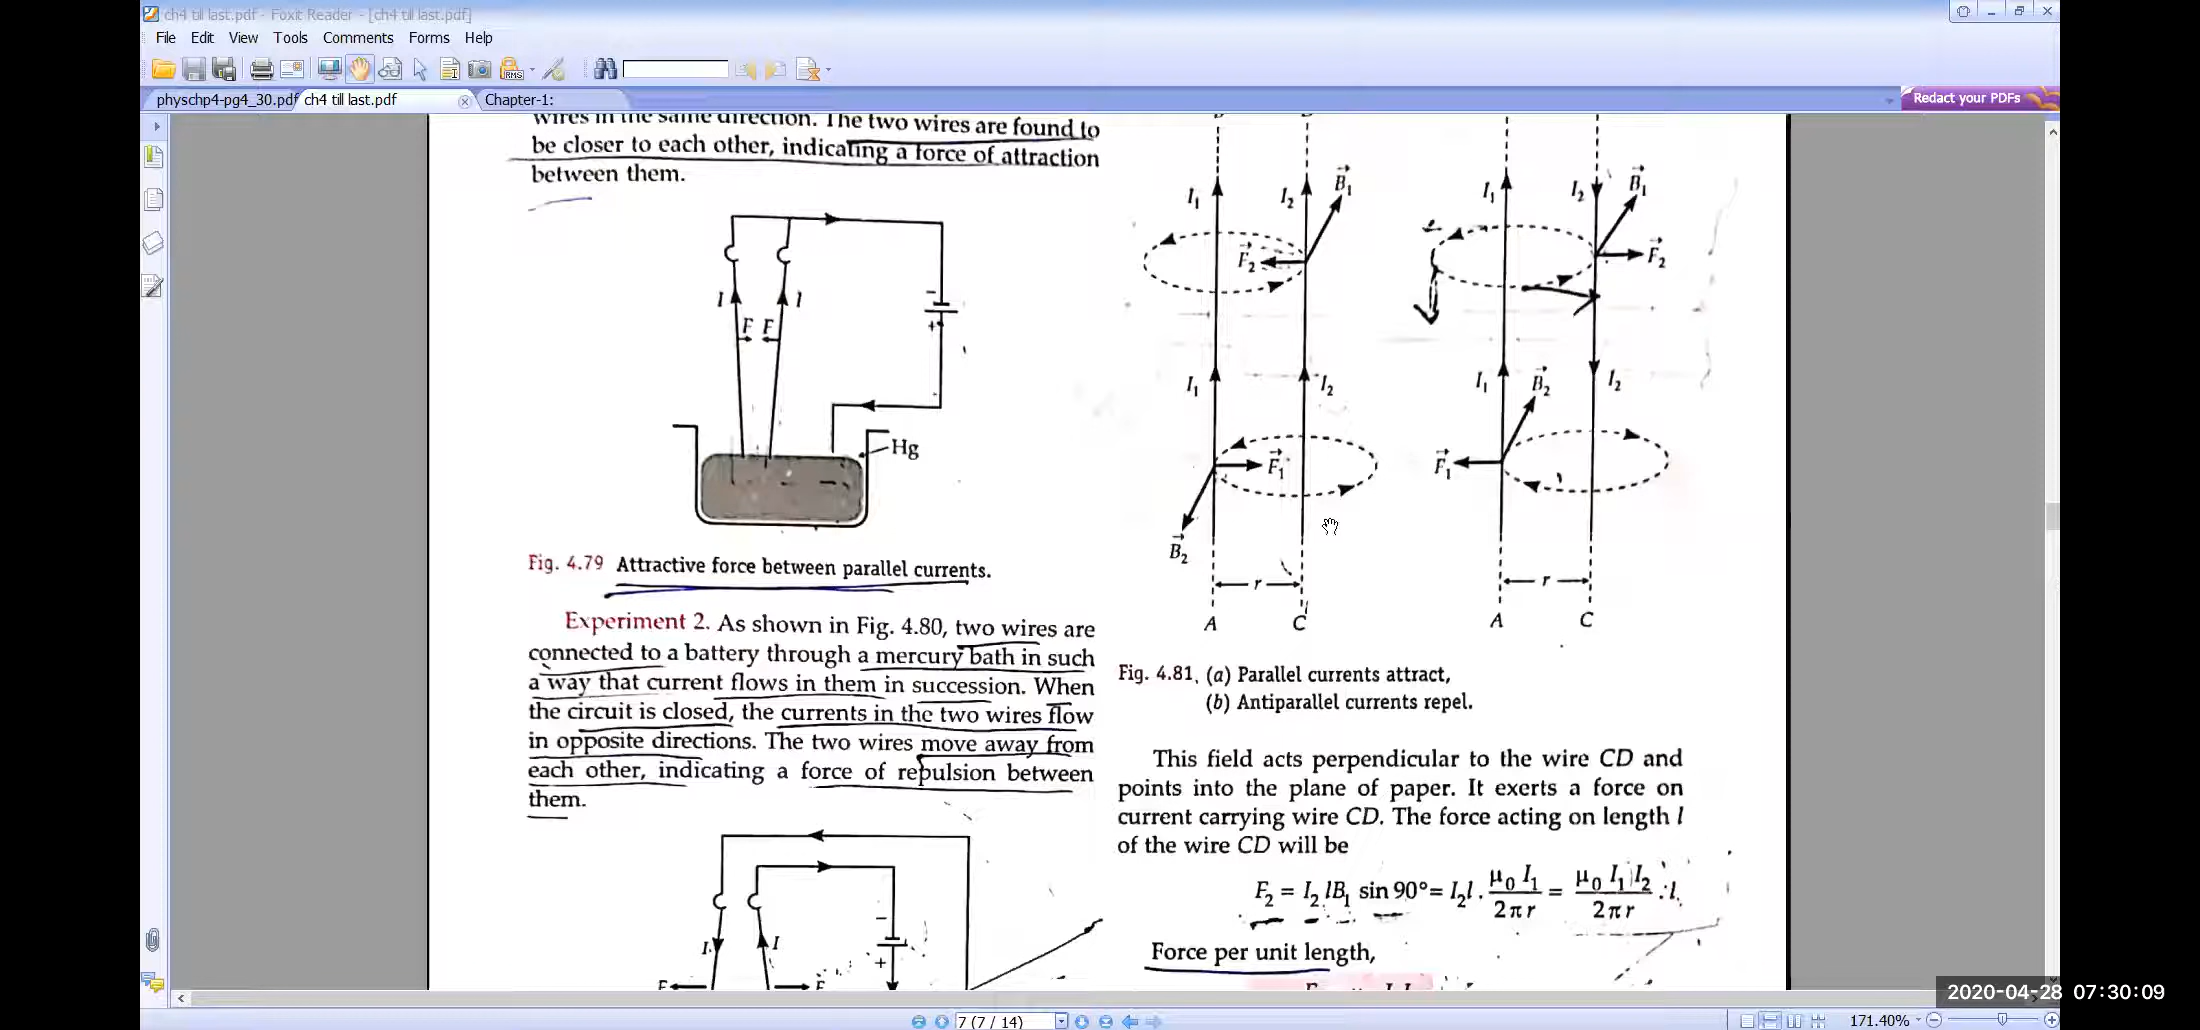 ch4 till last.pdf - Foxit Reader - [ch4 till last.pdf]
File Edit View Tools Comments Forms Help
physchp4-pg4_30.pdf ch4 till last.pdf Chapter-1:
Redact your PDFs
wires in the same direction. The two wires are found to
be closer to each other, indicating a force of attraction
between them.
I I
F F
−
+
Hg
Fig. 4.79 Attractive force between parallel currents.
Experiment 2. As shown in Fig. 4.80, two wires are
connected to a battery through a mercury bath in such
a way that current flows in them in succession. When
the circuit is closed, the currents in the two wires flow
in opposite directions. The two wires move away from
each other, indicating a force of repulsion between
them.
I I
−
+
F F
I₁ I₂ B⃗₁
F⃗₂
I₁ I₂
F⃗₁
B⃗₂
r
A C
I₁ I₂ B⃗₁
F⃗₂
I₁ B⃗₂ I₂
F⃗₁
r
A C
Fig. 4.81, (a) Parallel currents attract,
(b) Antiparallel currents repel.
This field acts perpendicular to the wire CD and
points into the plane of paper. It exerts a force on
current carrying wire CD. The force acting on length l
of the wire CD will be
F₂ = I₂ lB₁ sin 90° = I₂l . μ₀ I₁ / 2πr = μ₀ I₁ I₂ / 2πr . l.
Force per unit length,
2020-04-28 07:30:09
7 (7 / 14)
171.40%